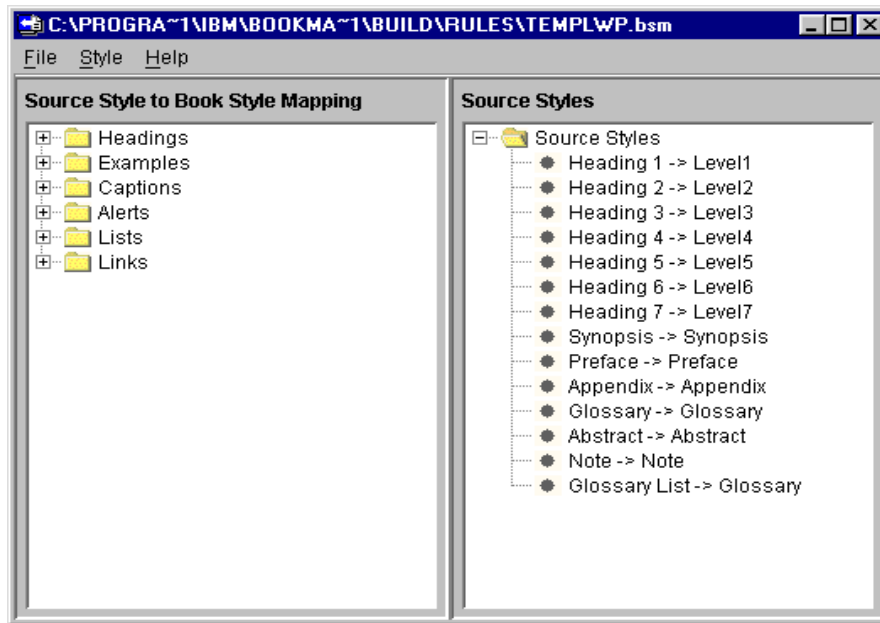 C:\PROGRA~1\IBM\BOOKMA~1\BUILD\RULES\TEMPLWP.bsm
File Style Help
Source Style to Book Style Mapping
Headings
Examples
Captions
Alerts
Lists
Links
Source Styles
Source Styles
Heading 1 -> Level1
Heading 2 -> Level2
Heading 3 -> Level3
Heading 4 -> Level4
Heading 5 -> Level5
Heading 6 -> Level6
Heading 7 -> Level7
Synopsis -> Synopsis
Preface -> Preface
Appendix -> Appendix
Glossary -> Glossary
Abstract -> Abstract
Note -> Note
Glossary List -> Glossary